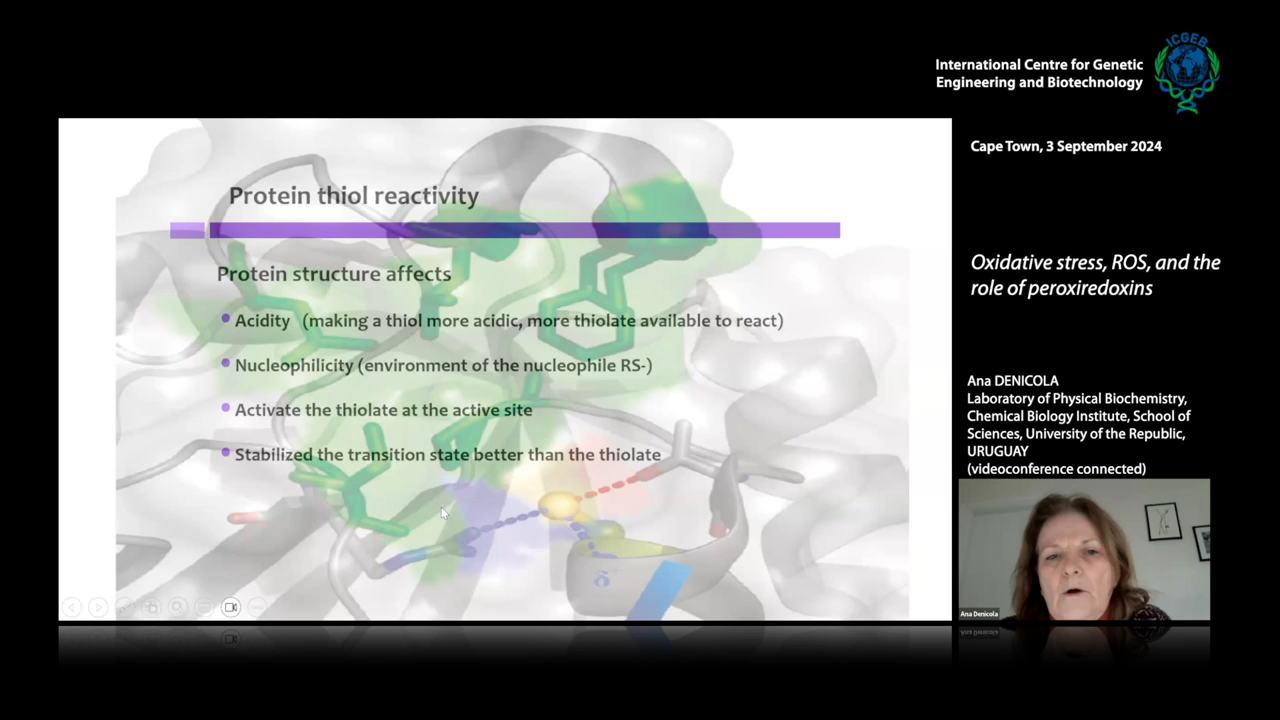 ICGEB
International Centre for Genetic
Engineering and Biotechnology
Cape Town, 3 September 2024
Protein thiol reactivity
Protein structure affects
Acidity (making a thiol more acidic, more thiolate available to react)
Nucleophilicity (environment of the nucleophile RS-)
Activate the thiolate at the active site
Stabilized the transition state better than the thiolate
Oxidative stress, ROS, and the
role of peroxiredoxins
Ana DENICOLA
Laboratory of Physical Biochemistry,
Chemical Biology Institute, School of
Sciences, University of the Republic,
URUGUAY
(videoconference connected)
Ana Denicola